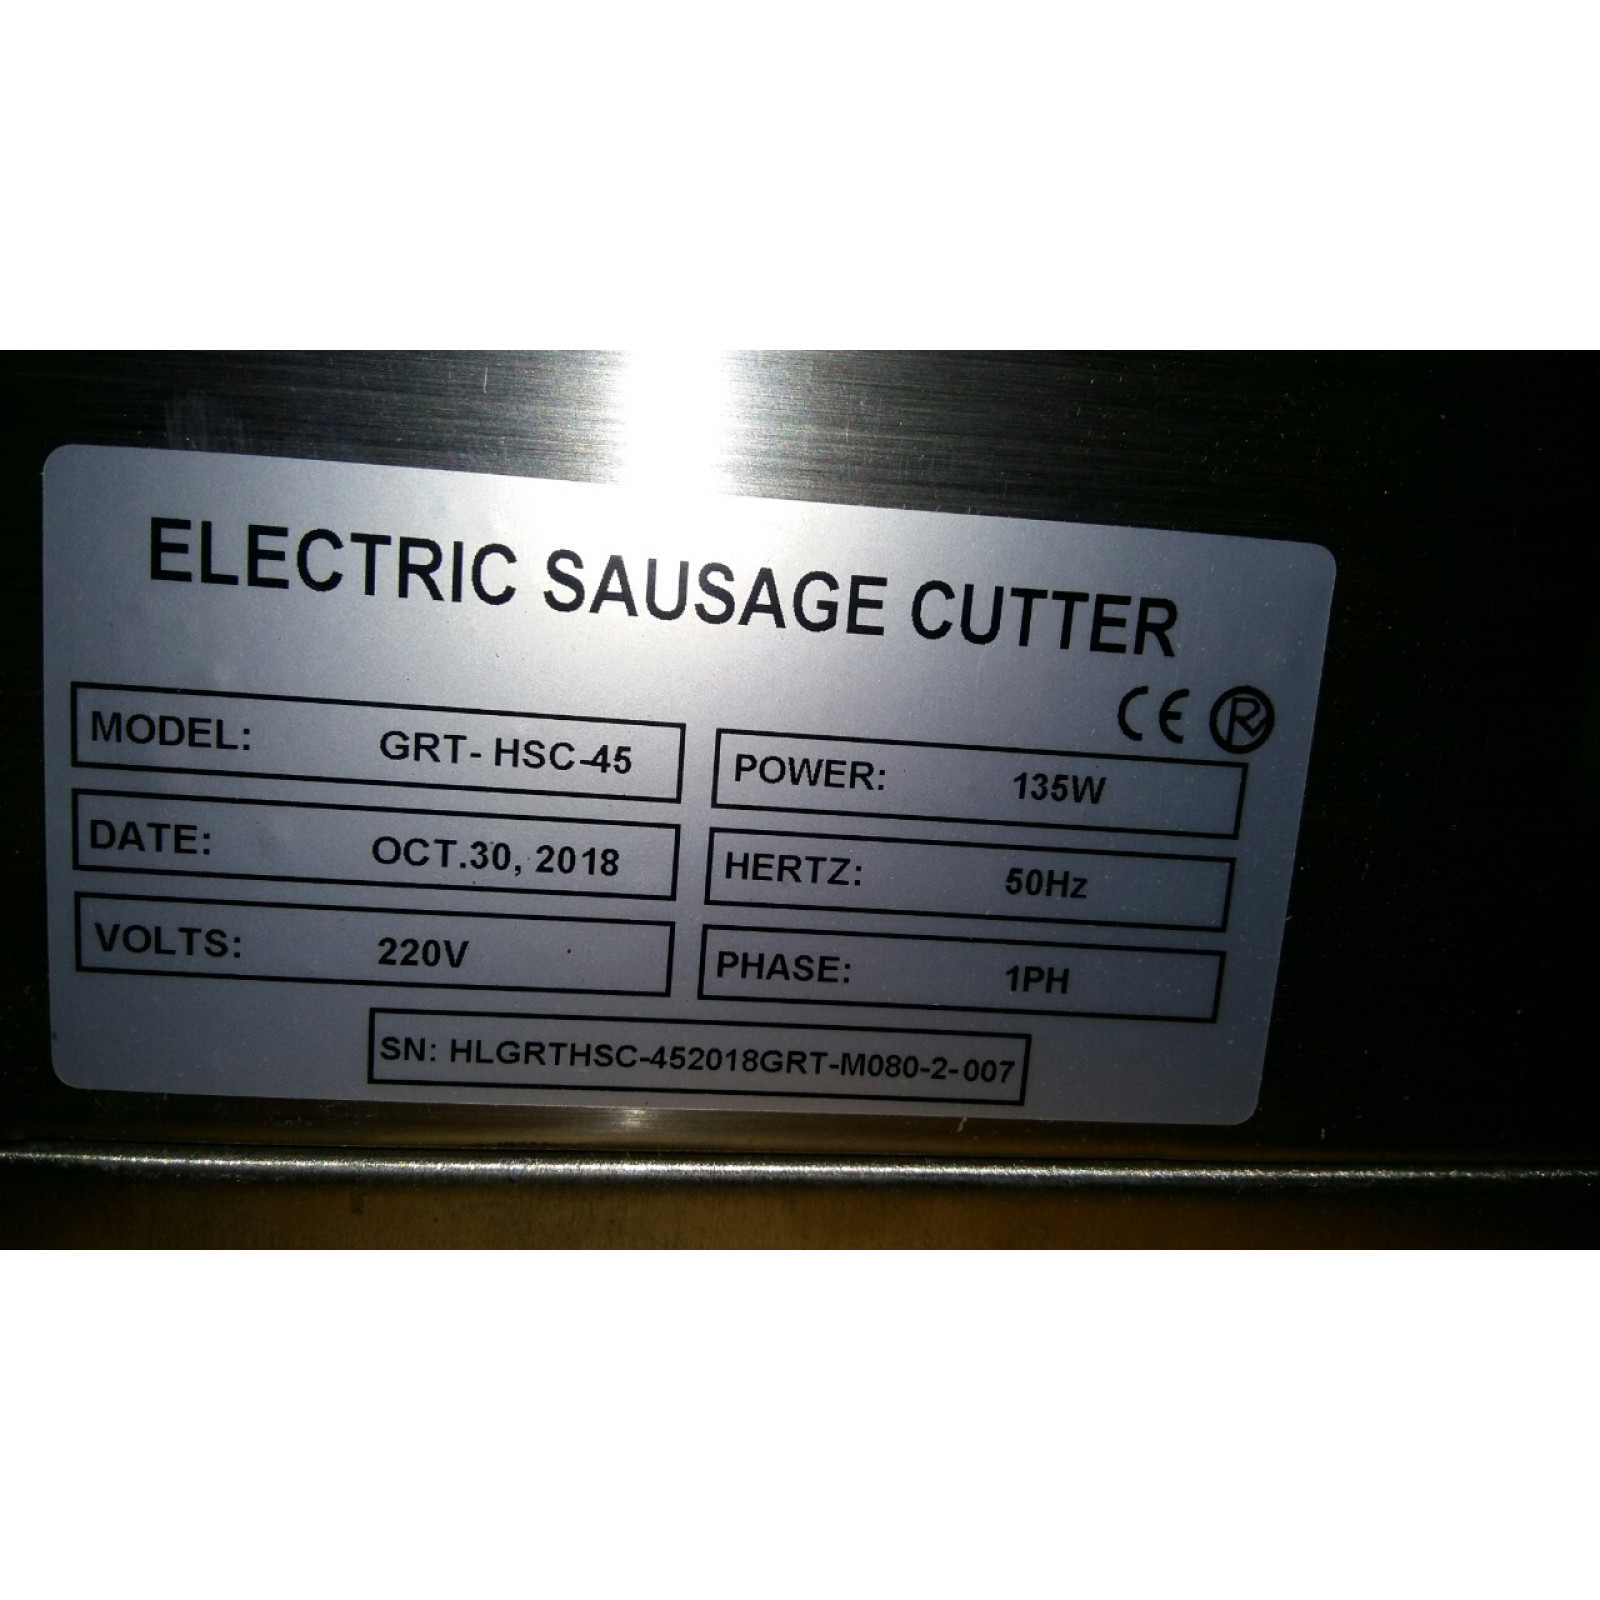 ELECTRIC SAUSAGE CUTTER
CE R
MODEL: GRT- HSC-45
POWER: 135W
DATE: OCT.30, 2018
HERTZ: 50Hz
VOLTS: 220V
PHASE: 1PH
SN: HLGRTHSC-452018GRT-M080-2-007